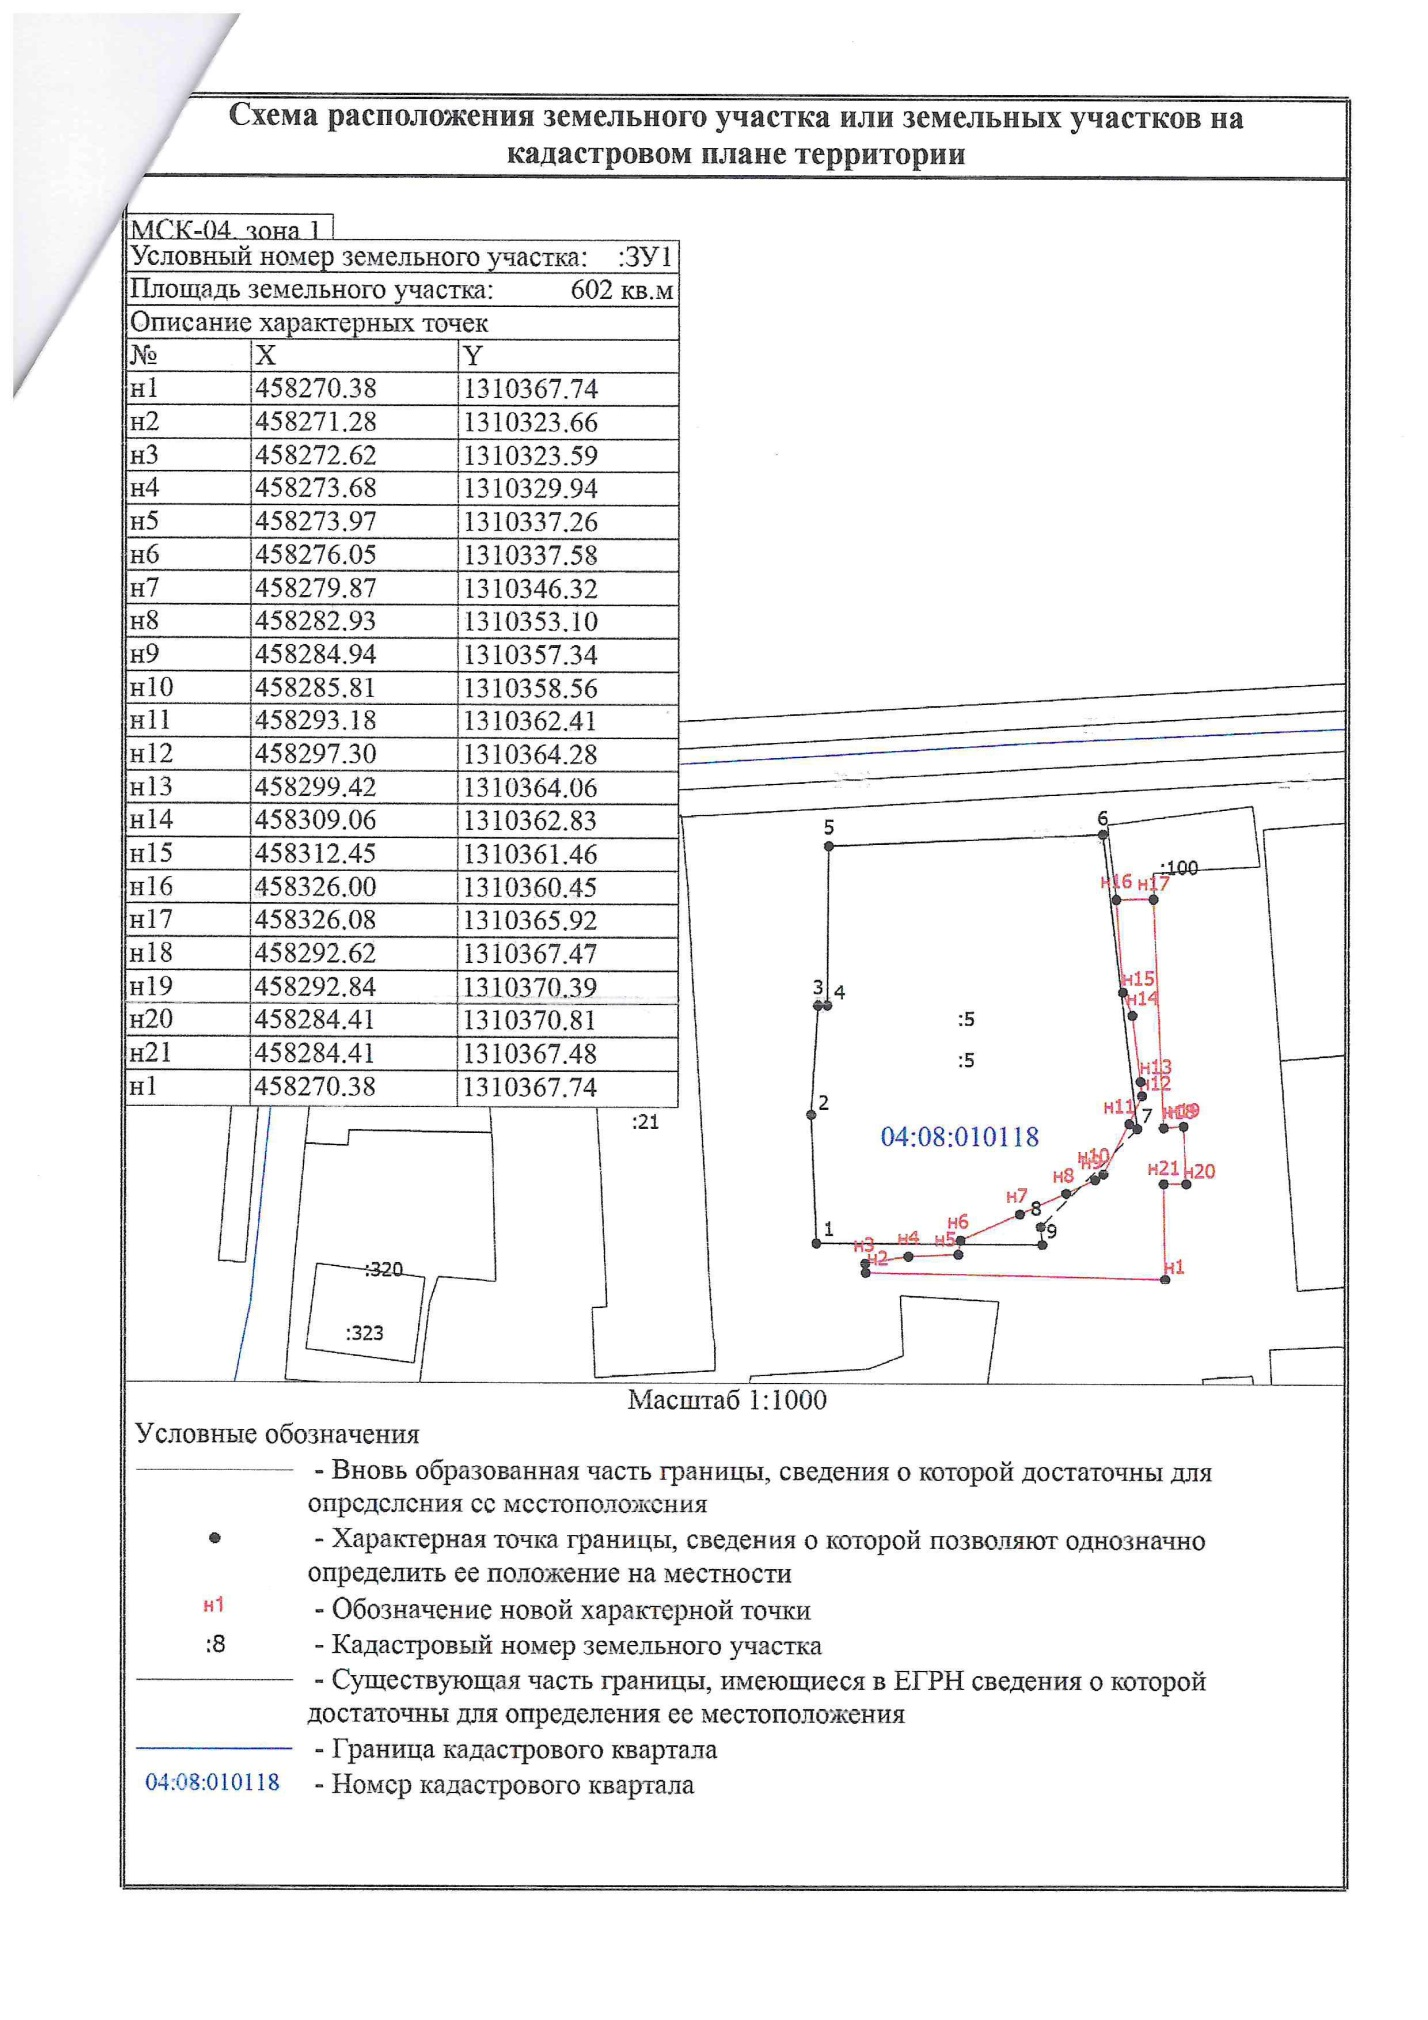 Схема расположения земельного участка или земельных участков на
кадастровом плане территории
МСК-04, зона 1
Условный номер земельного участка: :ЗУ1
Площадь земельного участка: 602 кв.м
Описание характерных точек
№ X Y
н1 458270.38 1310367.74
н2 458271.28 1310323.66
н3 458272.62 1310323.59
н4 458273.68 1310329.94
н5 458273.97 1310337.26
н6 458276.05 1310337.58
н7 458279.87 1310346.32
н8 458282.93 1310353.10
н9 458284.94 1310357.34
н10 458285.81 1310358.56
н11 458293.18 1310362.41
н12 458297.30 1310364.28
н13 458299.42 1310364.06
н14 458309.06 1310362.83
н15 458312.45 1310361.46
н16 458326.00 1310360.45
н17 458326.08 1310365.92
н18 458292.62 1310367.47
н19 458292.84 1310370.39
н20 458284.41 1310370.81
н21 458284.41 1310367.48
н1 458270.38 1310367.74
5
6
:100
н16
н17
3
4
н15
н14
:5
:5
н13
н12
2
н11
7
н18
н19
:21
04:08:010118
н10
н9
н8
н21
н20
н7
8
1
н6
9
н3
н4
н5
н2
н1
:320
:323
Масштаб 1:1000
Условные обозначения
- Вновь образованная часть границы, сведения о которой достаточны для
определения ее местоположения
- Характерная точка границы, сведения о которой позволяют однозначно
определить ее положение на местности
н1 - Обозначение новой характерной точки
:8 - Кадастровый номер земельного участка
- Существующая часть границы, имеющиеся в ЕГРН сведения о которой
достаточны для определения ее местоположения
- Граница кадастрового квартала
04:08:010118 - Номер кадастрового квартала